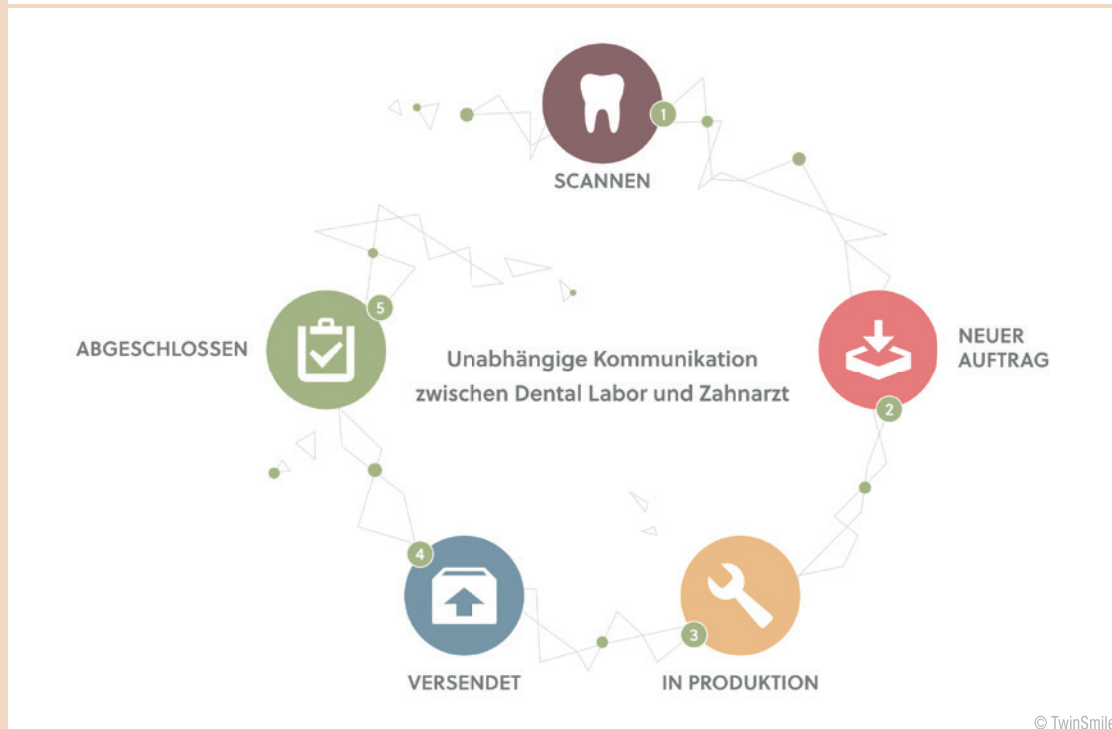 1
SCANNEN
5
ABGESCHLOSSEN
NEUER
AUFTRAG
2
Unabhängige Kommunikation
zwischen Dental Labor und Zahnarzt
4
VERSENDET
3
IN PRODUKTION
© TwinSmile